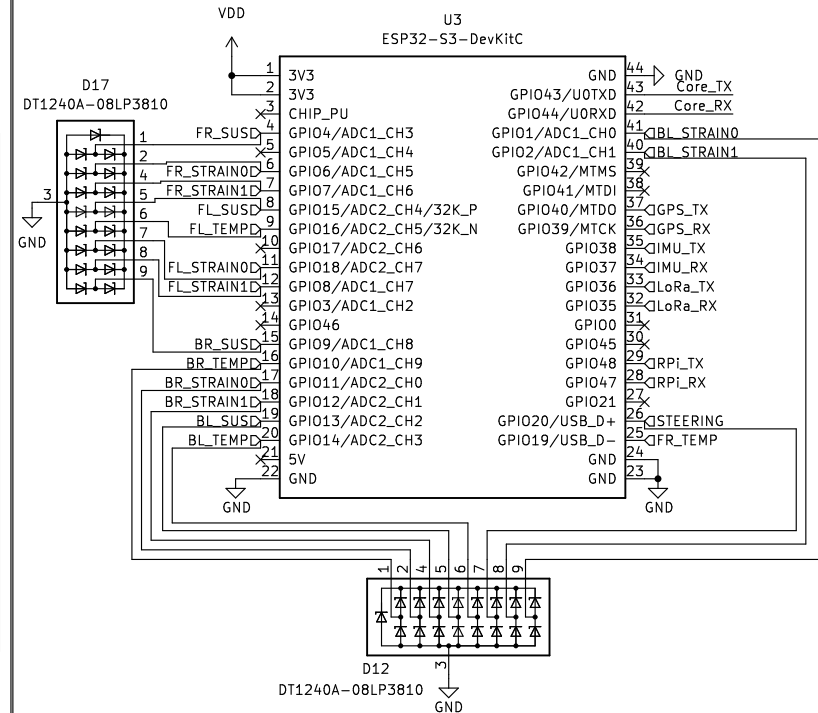 VDD
U3
ESP32-S3-DevKitC
D17
DT1240A-08LP3810
1
2
4
5
6
7
8
9
3
GND
1 3V3
2 3V3
3 CHIP_PU
FR_SUS 4 GPIO4/ADC1_CH3
5 GPIO5/ADC1_CH4
FR_STRAIN0 6 GPIO6/ADC1_CH5
FR_STRAIN1 7 GPIO7/ADC1_CH6
FL_SUS 8 GPIO15/ADC2_CH4/32K_P
FL_TEMP 9 GPIO16/ADC2_CH5/32K_N
10 GPIO17/ADC2_CH6
FL_STRAIN0 11 GPIO18/ADC2_CH7
FL_STRAIN1 12 GPIO8/ADC1_CH7
13 GPIO3/ADC1_CH2
14 GPIO46
BR_SUS 15 GPIO9/ADC1_CH8
BR_TEMP 16 GPIO10/ADC1_CH9
BR_STRAIN0 17 GPIO11/ADC2_CH0
BR_STRAIN1 18 GPIO12/ADC2_CH1
BL_SUS 19 GPIO13/ADC2_CH2
BL_TEMP 20 GPIO14/ADC2_CH3
21 5V
22 GND
GND
GND 44 GND
GPIO43/U0TXD 43 Core_TX
GPIO44/U0RXD 42 Core_RX
GPIO1/ADC1_CH0 41 BL_STRAIN0
GPIO2/ADC1_CH1 40 BL_STRAIN1
GPIO42/MTMS 39
GPIO41/MTDI 38
GPIO40/MTDO 37 GPS_TX
GPIO39/MTCK 36 GPS_RX
GPIO38 35 IMU_TX
GPIO37 34 IMU_RX
GPIO36 33 LoRa_TX
GPIO35 32 LoRa_RX
GPIO0 31
GPIO45 30
GPIO48 29 RPi_TX
GPIO47 28 RPi_RX
GPIO21 27
GPIO20/USB_D+ 26 STEERING
GPIO19/USB_D- 25 FR_TEMP
GND 24
GND 23
GND
1 2 4 5 6 7 8 9
3
D12
DT1240A-08LP3810
GND